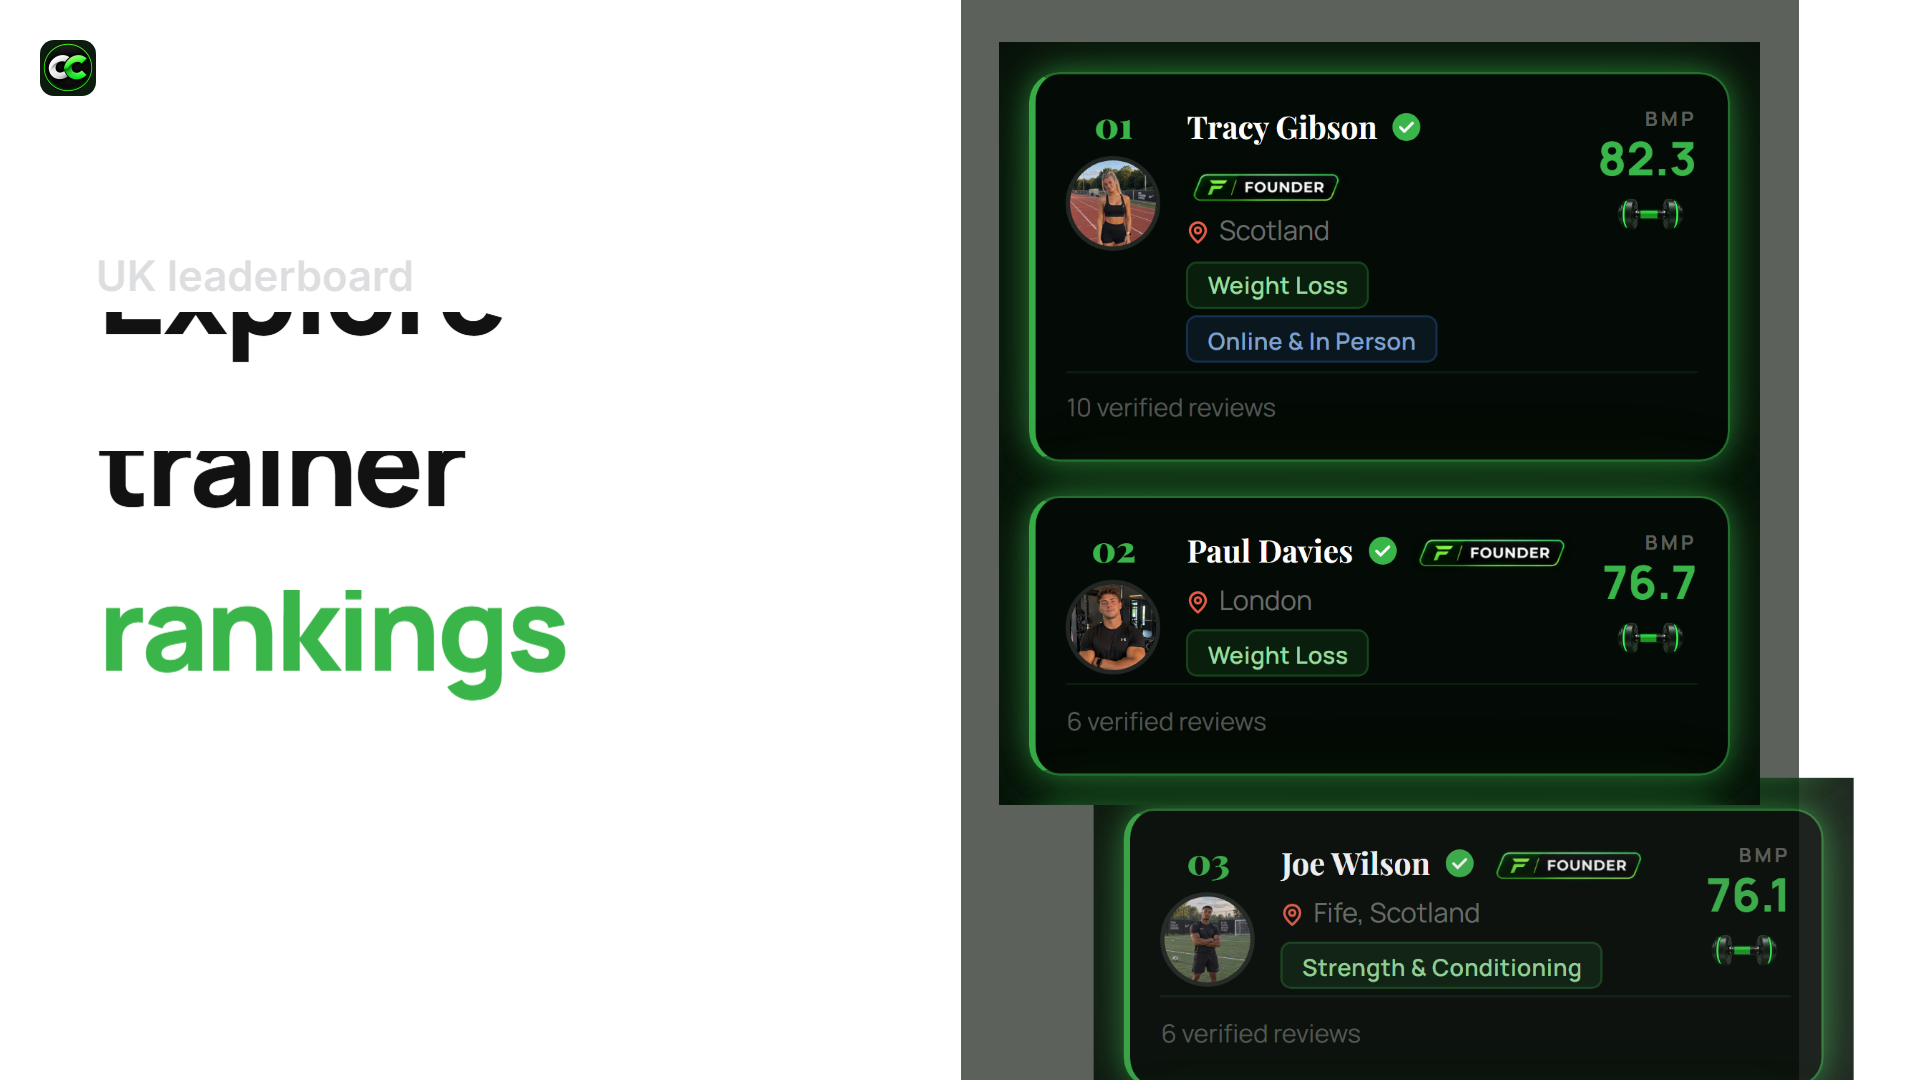 CC
UK leaderboard
Explore
trainer
rankings
01
Tracy Gibson
FOUNDER
Scotland
Weight Loss
Online & In Person
10 verified reviews
BMP
82.3
02
Paul Davies
FOUNDER
London
Weight Loss
6 verified reviews
BMP
76.7
03
Joe Wilson
FOUNDER
Fife, Scotland
Strength & Conditioning
6 verified reviews
BMP
76.1